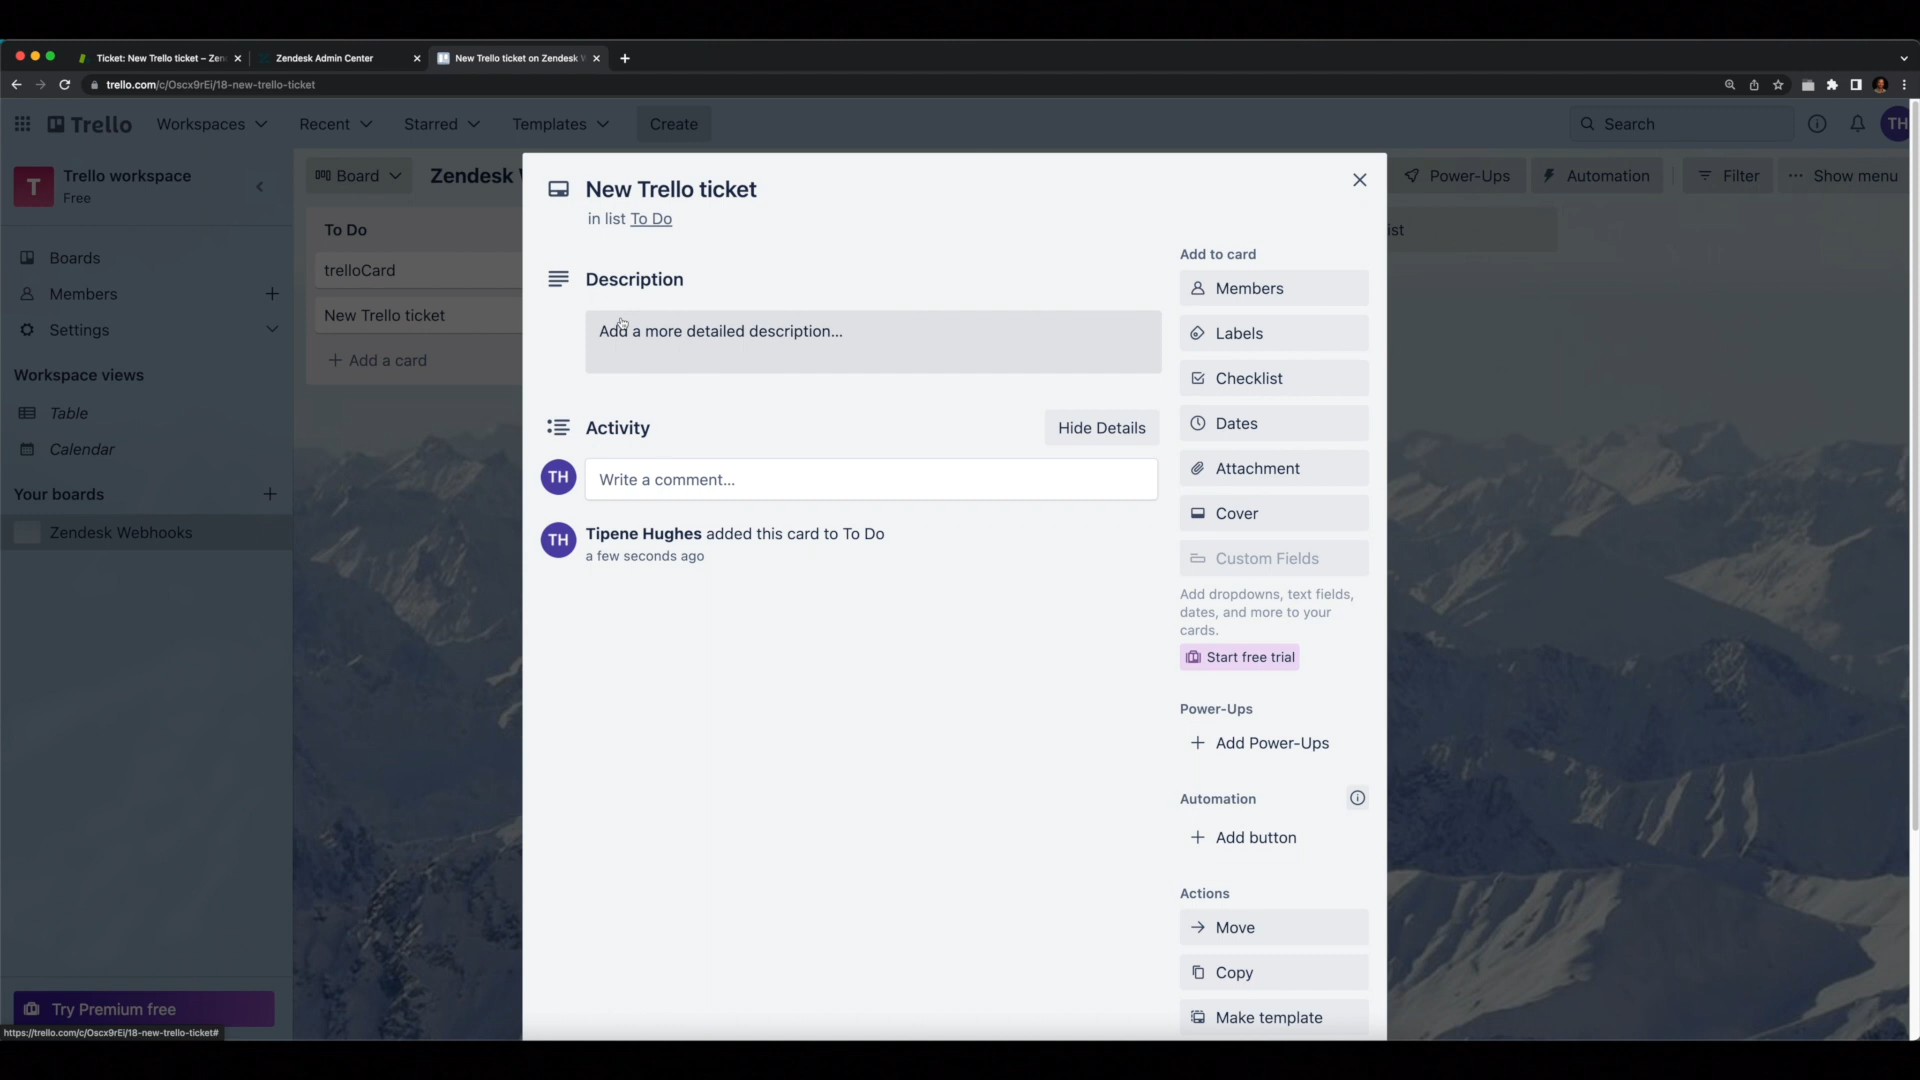 Ticket: New Trello ticket – Zen
Zendesk Admin Center
New Trello ticket on Zendesk
trello.com/c/Oscx9rEi/18-new-trello-ticket
Trello
Workspaces
Recent
Starred
Templates
Create
Search
TH
T
Trello workspace
Free
Boards
Members
Settings
Workspace views
Table
Calendar
Your boards
Zendesk Webhooks
Try Premium free
https://trello.com/c/Oscx9rEi/18-new-trello-ticket#
Board
Zendesk
Power-Ups
Automation
Filter
Show menu
To Do
trelloCard
New Trello ticket
Add a card
ist
New Trello ticket
in list To Do
Description
Add a more detailed description...
Activity
Hide Details
TH
Write a comment...
TH
Tipene Hughes added this card to To Do
a few seconds ago
Add to card
Members
Labels
Checklist
Dates
Attachment
Cover
Custom Fields
Add dropdowns, text fields,
dates, and more to your
cards.
Start free trial
Power-Ups
Add Power-Ups
Automation
Add button
Actions
Move
Copy
Make template